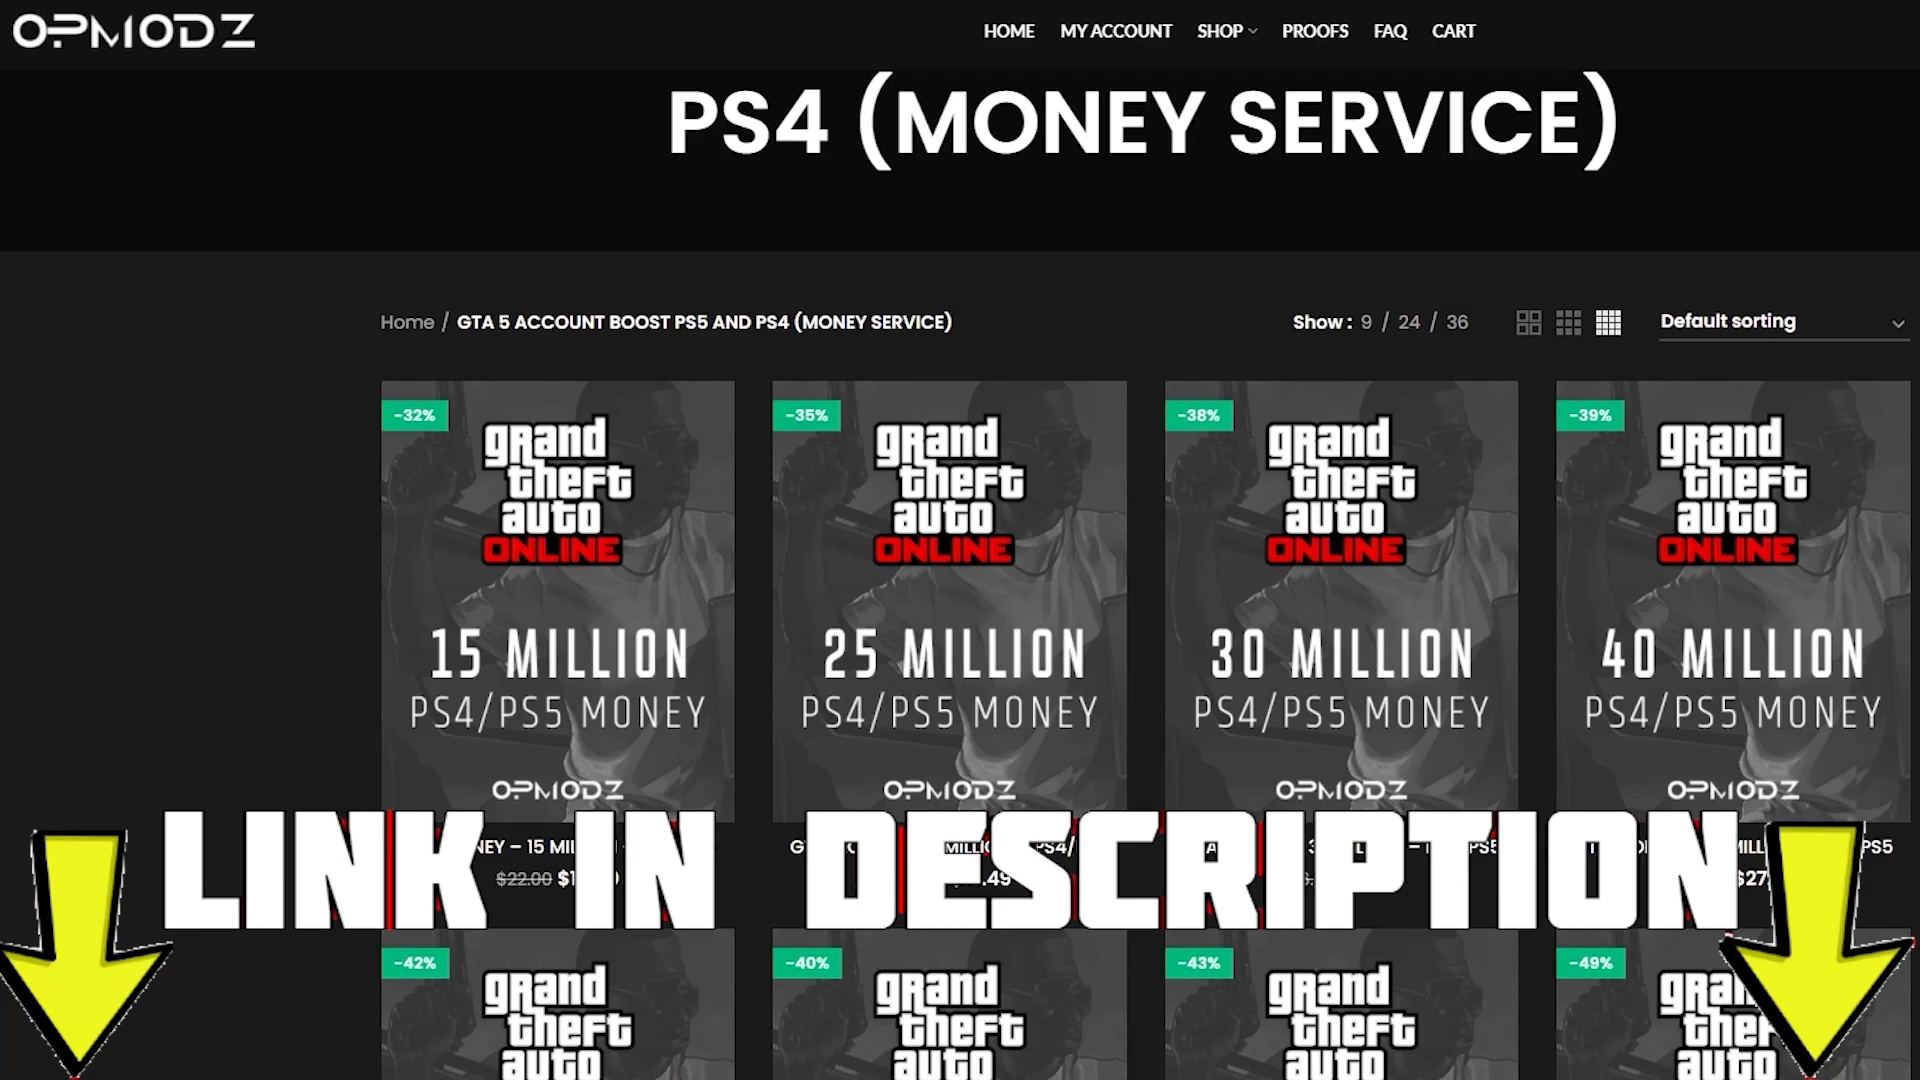 OPMODZ
HOME MY ACCOUNT SHOP PROOFS FAQ CART
PS4 (MONEY SERVICE)
Home / GTA 5 ACCOUNT BOOST PS5 AND PS4 (MONEY SERVICE)
Show : 9 / 24 / 36
Default sorting
-32%
grand
theft
auto
ONLINE
15 MILLION
PS4/PS5 MONEY
OPMODZ
-35%
grand
theft
auto
ONLINE
25 MILLION
PS4/PS5 MONEY
OPMODZ
-38%
grand
theft
auto
ONLINE
30 MILLION
PS4/PS5 MONEY
OPMODZ
-39%
grand
theft
auto
ONLINE
40 MILLION
PS4/PS5 MONEY
OPMODZ
LINK IN DESCRIPTION
$22.00
-42%
grand
theft
auto
-40%
grand
theft
auto
-43%
grand
theft
auto
-49%
auto